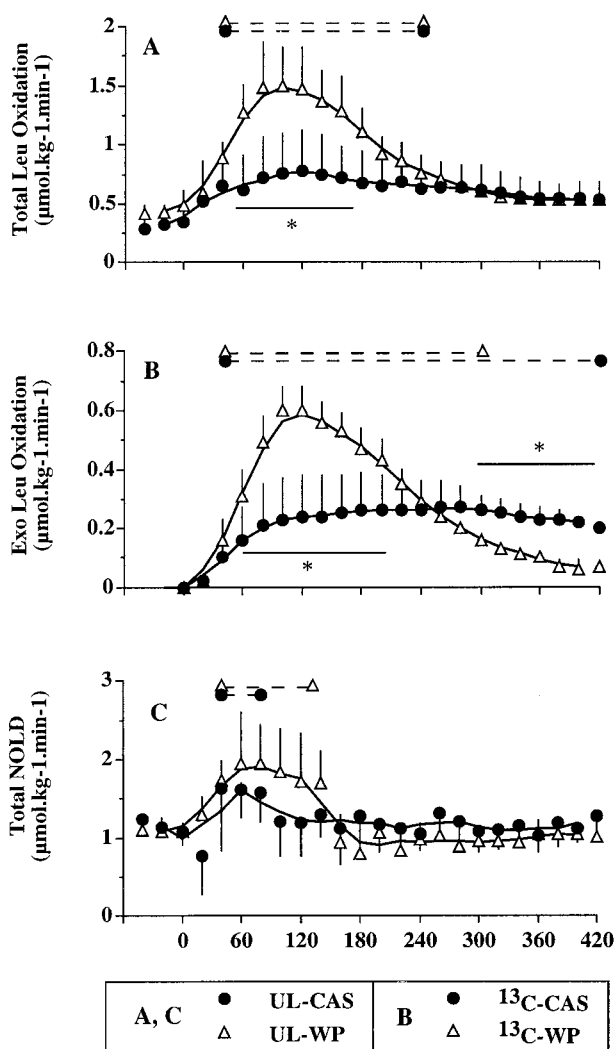 A
Total Leu Oxidation
(µmol.kg-1.min-1)
2
1.5
1
0.5
0
*
B
Exo Leu Oxidation
(µmol.kg-1.min-1)
0.8
0.6
0.4
0.2
0
*
*
C
Total NOLD
(µmol.kg-1.min-1)
3
2
1
0
0 60 120 180 240 300 360 420
A, C
UL-CAS
UL-WP
B
13C-CAS
13C-WP